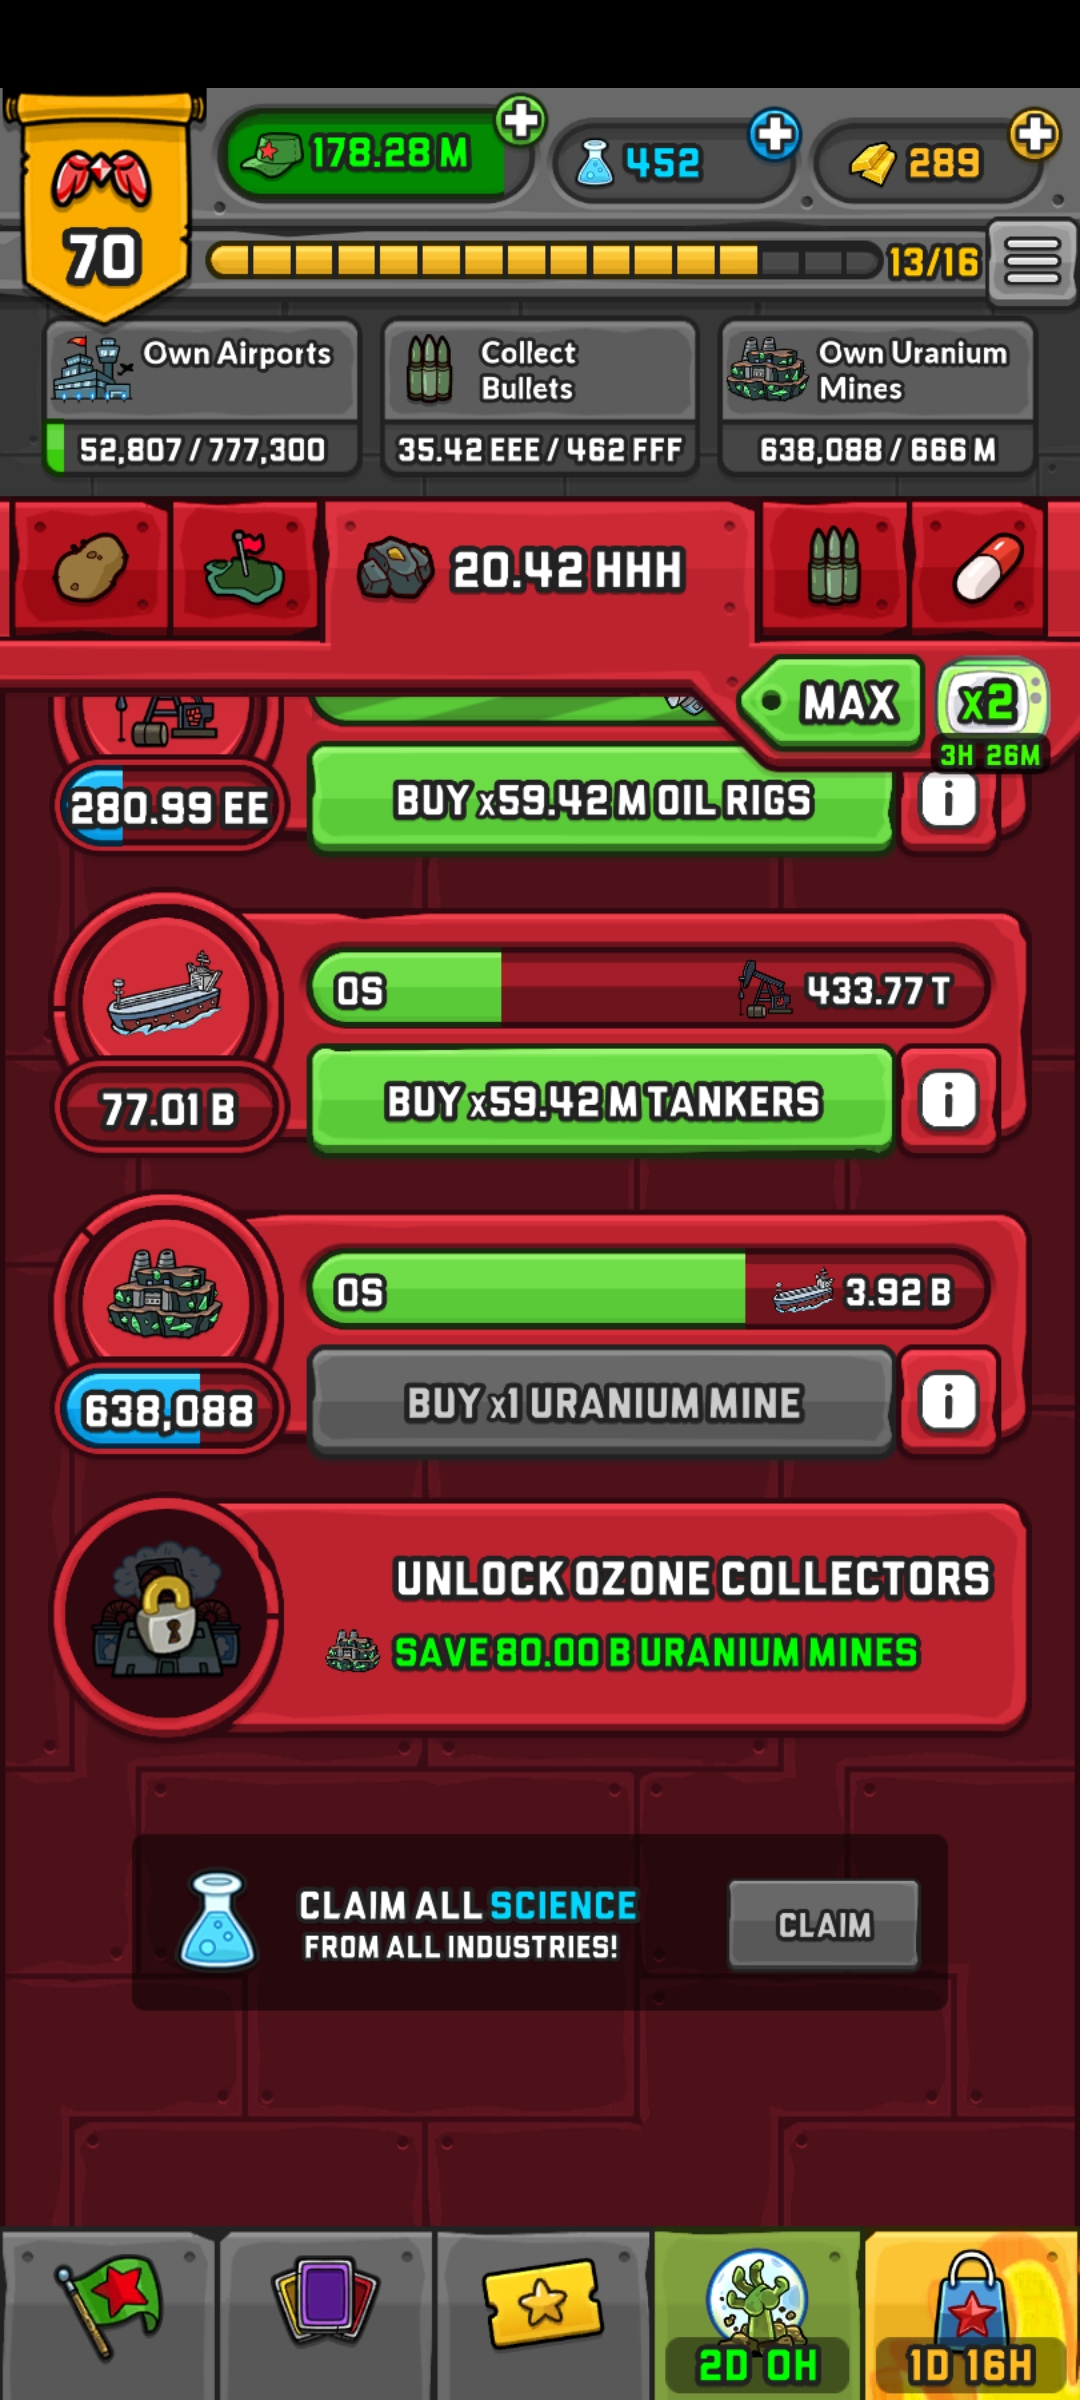 178.28 M
452
289
70
13/16
Own Airports
52,807 / 777,300
Collect
Bullets
35.42 EEE / 462 FFF
Own Uranium
Mines
638,088 / 666 M
20.42 HHH
MAX
x2
3H 26M
280.99 EE
BUY x59.42 M OIL RIGS
i
0S
433.77 T
77.01 B
BUY x59.42 M TANKERS
i
0S
3.92 B
638,088
BUY x1 URANIUM MINE
i
UNLOCK OZONE COLLECTORS
SAVE 80.00 B URANIUM MINES
CLAIM ALL SCIENCE
FROM ALL INDUSTRIES!
CLAIM
2D 0H
1D 16H